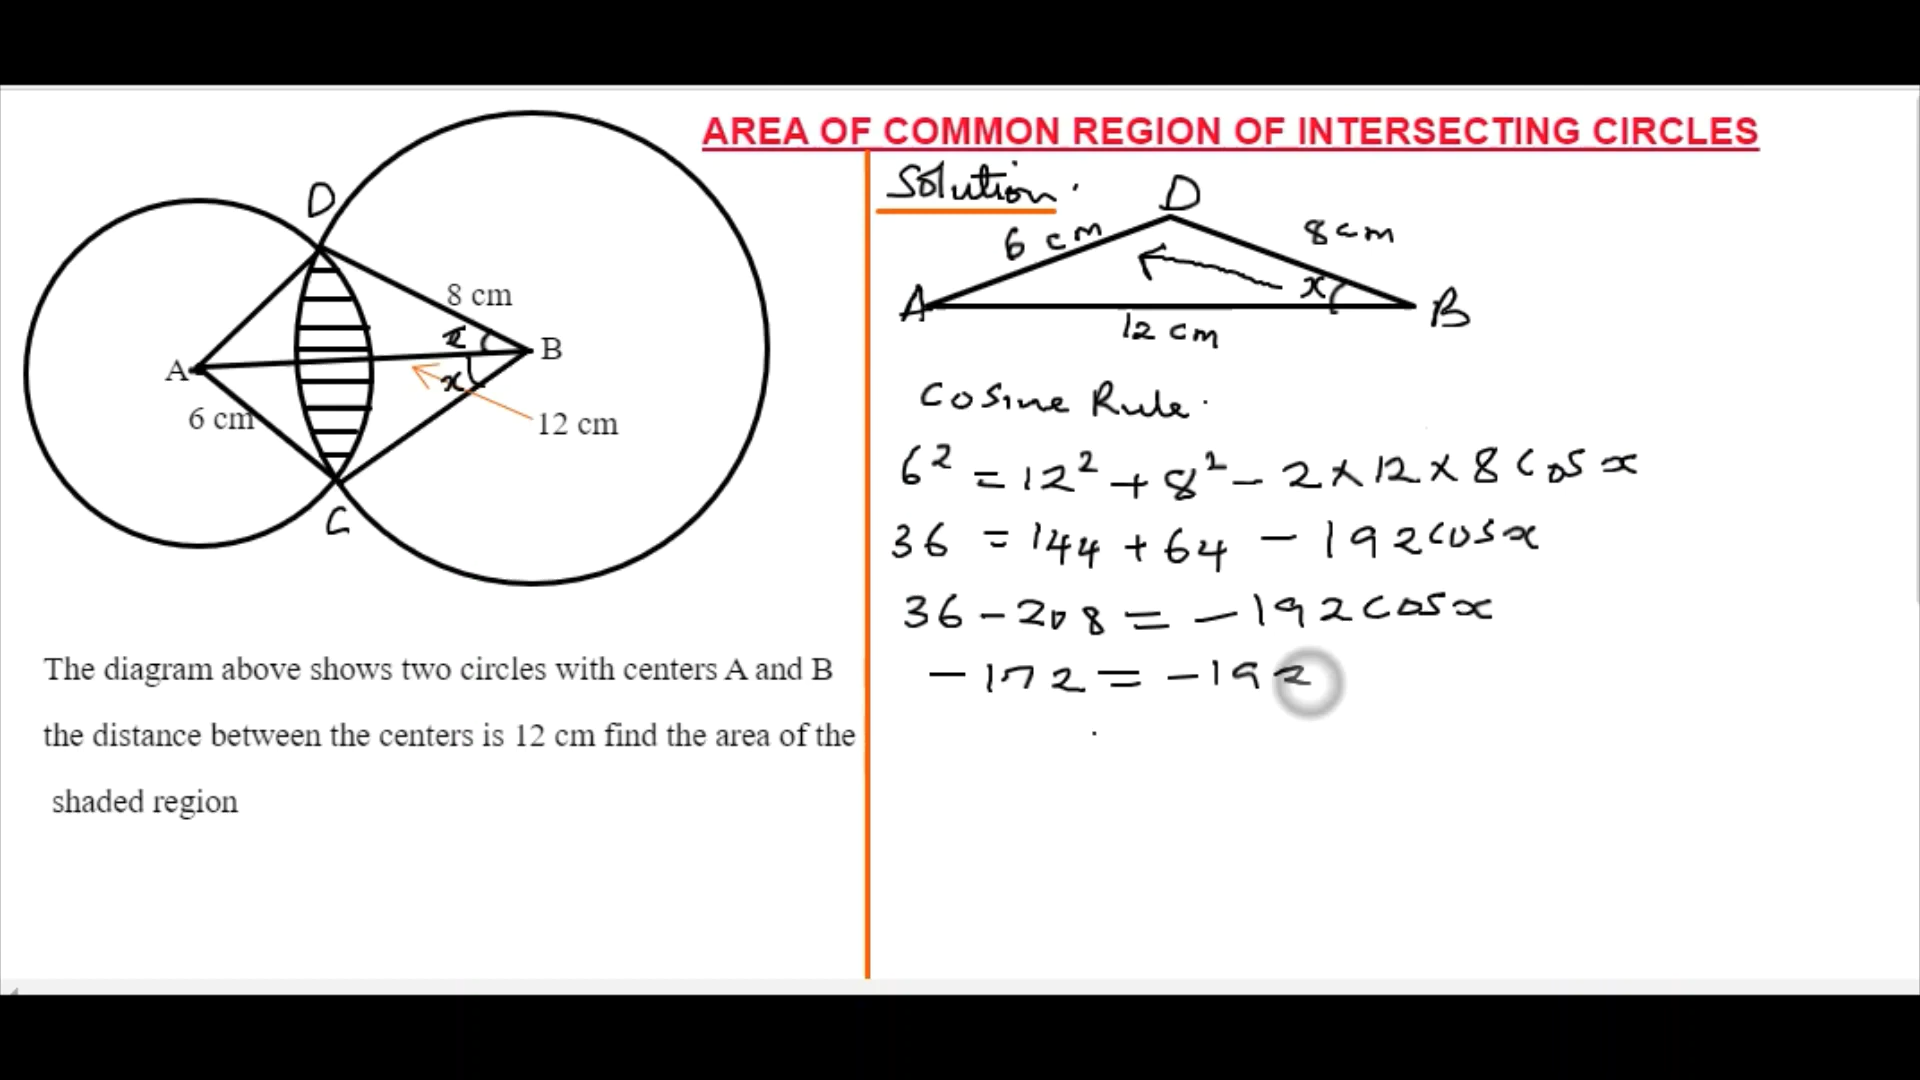 AREA OF COMMON REGION OF INTERSECTING CIRCLES
D
8 cm
x
B
A
x
6 cm
12 cm
C
The diagram above shows two circles with centers A and B
the distance between the centers is 12 cm find the area of the
shaded region
Solution.
D
6 cm
8cm
x
A
B
12 cm
Cosine Rule.
6² = 12² + 8² - 2 × 12 × 8 cos x
36 = 144 + 64 - 192 cos x
36 - 208 = - 192 cos x
- 172 = - 192